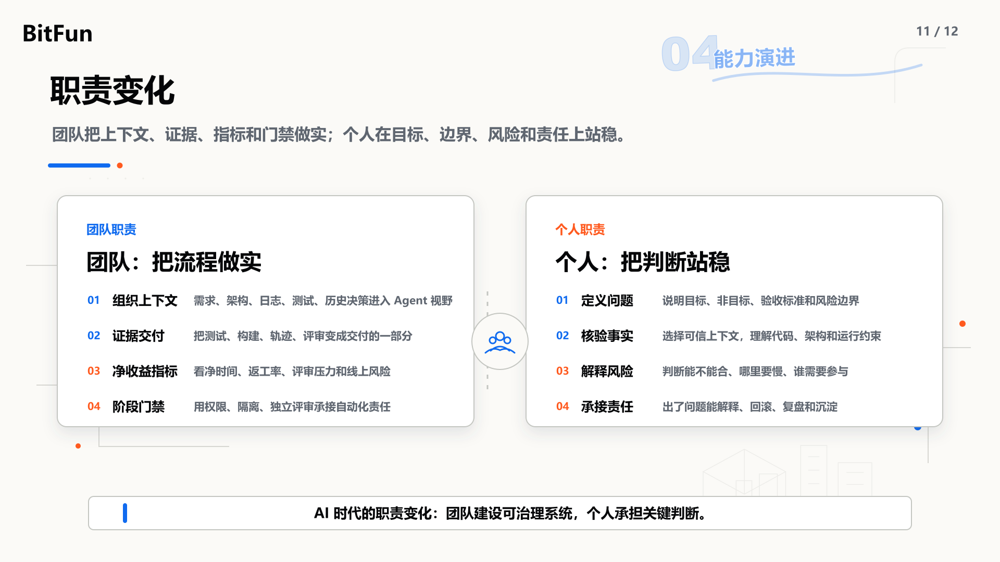 BitFun
11 / 12
04 能力演进
职责变化
团队把上下文、证据、指标和门禁做实；个人在目标、边界、风险和责任上站稳。
团队职责
团队：把流程做实
01 组织上下文 需求、架构、日志、测试、历史决策进入 Agent 视野
02 证据交付 把测试、构建、轨迹、评审变成交付的一部分
03 净收益指标 看净时间、返工率、评审压力和线上风险
04 阶段门禁 用权限、隔离、独立评审承接自动化责任
个人职责
个人：把判断站稳
01 定义问题 说明目标、非目标、验收标准和风险边界
02 核验事实 选择可信上下文，理解代码、架构和运行约束
03 解释风险 判断能不能合、哪里要慢、谁需要参与
04 承接责任 出了问题能解释、回滚、复盘和沉淀
AI 时代的职责变化：团队建设可治理系统，个人承担关键判断。